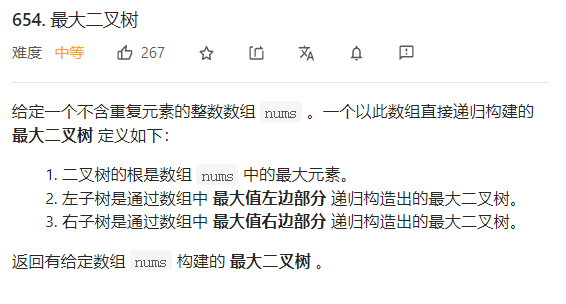 654. 最大二叉树
难度 中等 267
给定一个不含重复元素的整数数组 nums 。一个以此数组直接递归构建的
最大二叉树 定义如下：
1. 二叉树的根是数组 nums 中的最大元素。
2. 左子树是通过数组中 最大值左边部分 递归构造出的最大二叉树。
3. 右子树是通过数组中 最大值右边部分 递归构造出的最大二叉树。
返回有给定数组 nums 构建的 最大二叉树 。